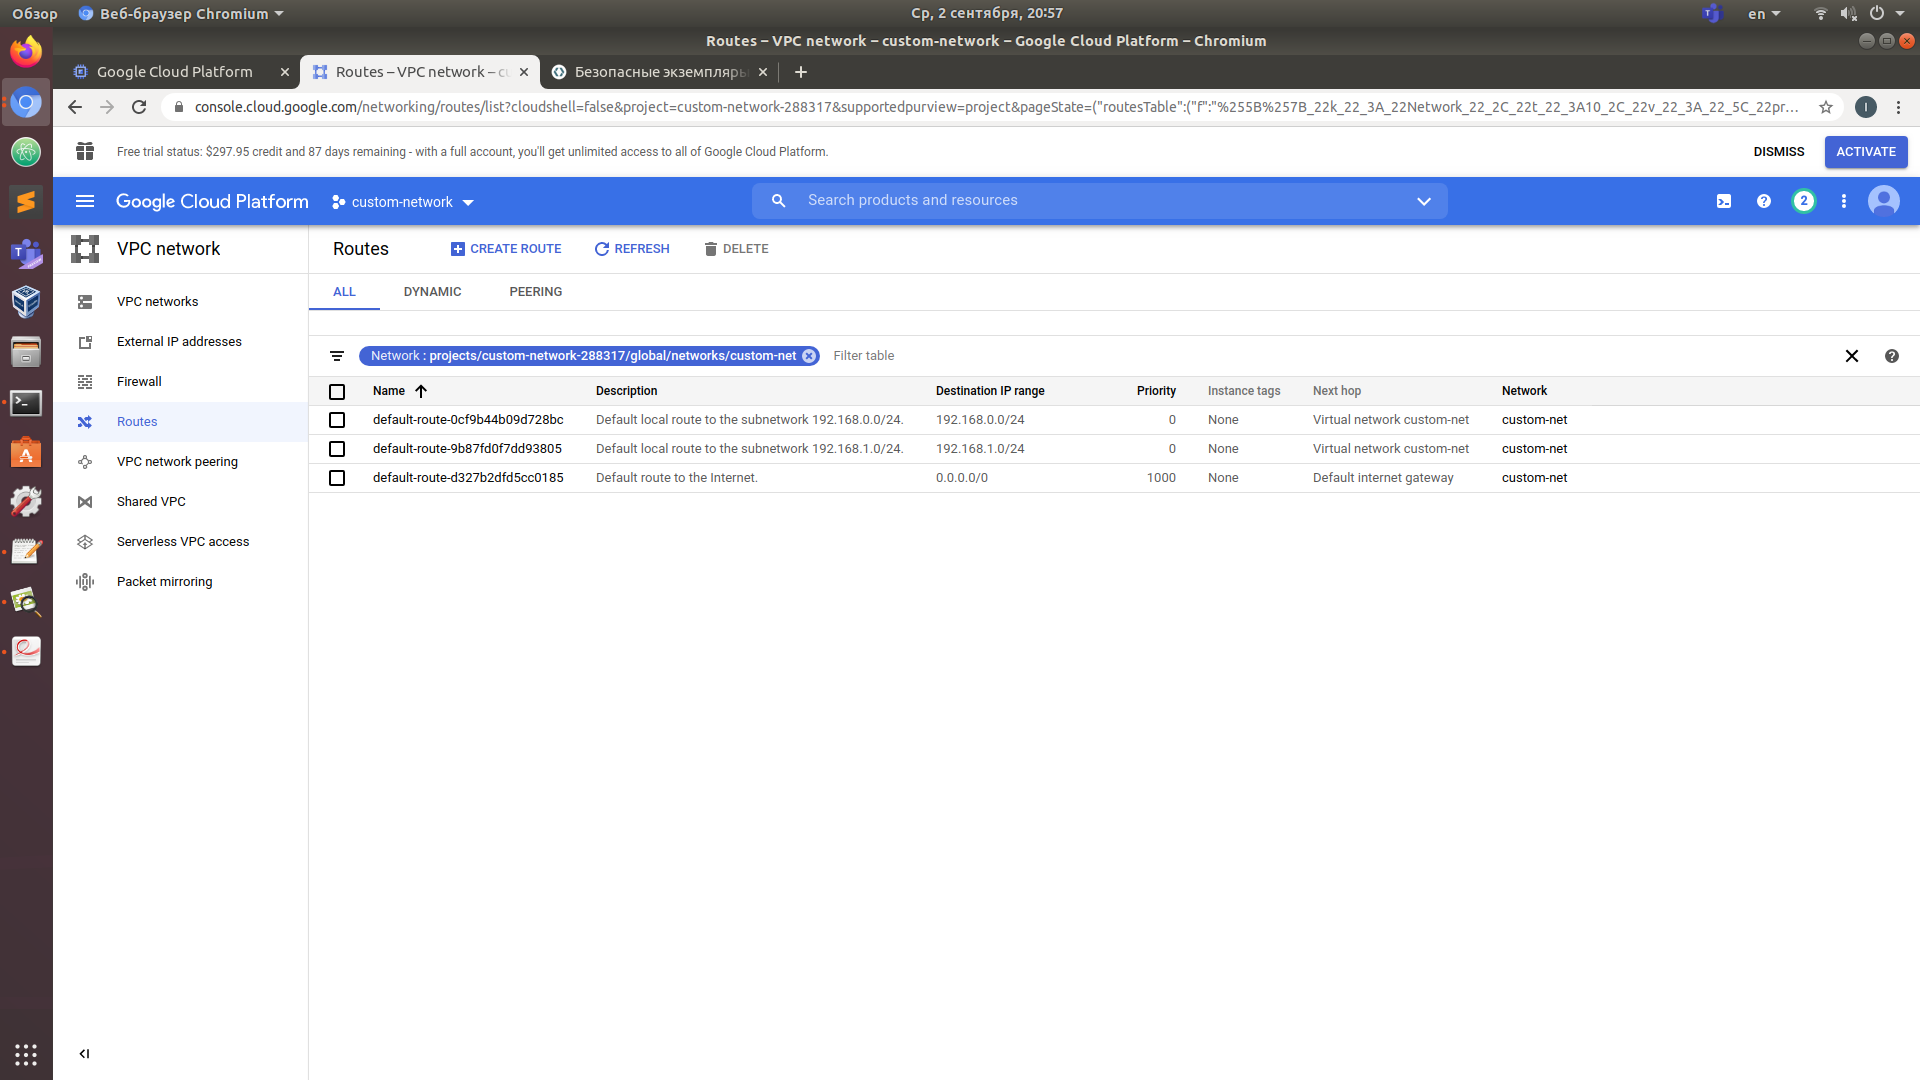 Обзор Веб-браузер Chromium Ср, 2 сентября, 20:57 en
Routes – VPC network – custom-network – Google Cloud Platform – Chromium
Google Cloud Platform Routes – VPC network – cu Безопасные экземпляры
console.cloud.google.com/networking/routes/list?cloudshell=false&project=custom-network-288317&supportedpurview=project&pageState=("routesTable":("f":"%255B%257B_22k_22_3A_22Network_22_2C_22t_22_3A10_2C_22v_22_3A_22_5C_22pr... I
Free trial status: $297.95 credit and 87 days remaining - with a full account, you'll get unlimited access to all of Google Cloud Platform. DISMISS ACTIVATE
Google Cloud Platform custom-network Search products and resources 2
VPC network Routes CREATE ROUTE REFRESH DELETE
ALL DYNAMIC PEERING
VPC networks
External IP addresses
Firewall
Routes
VPC network peering
Shared VPC
Serverless VPC access
Packet mirroring
Network : projects/custom-network-288317/global/networks/custom-net Filter table
Name Description Destination IP range Priority Instance tags Next hop Network
default-route-0cf9b44b09d728bc Default local route to the subnetwork 192.168.0.0/24. 192.168.0.0/24 0 None Virtual network custom-net custom-net
default-route-9b87fd0f7dd93805 Default local route to the subnetwork 192.168.1.0/24. 192.168.1.0/24 0 None Virtual network custom-net custom-net
default-route-d327b2dfd5cc0185 Default route to the Internet. 0.0.0.0/0 1000 None Default internet gateway custom-net